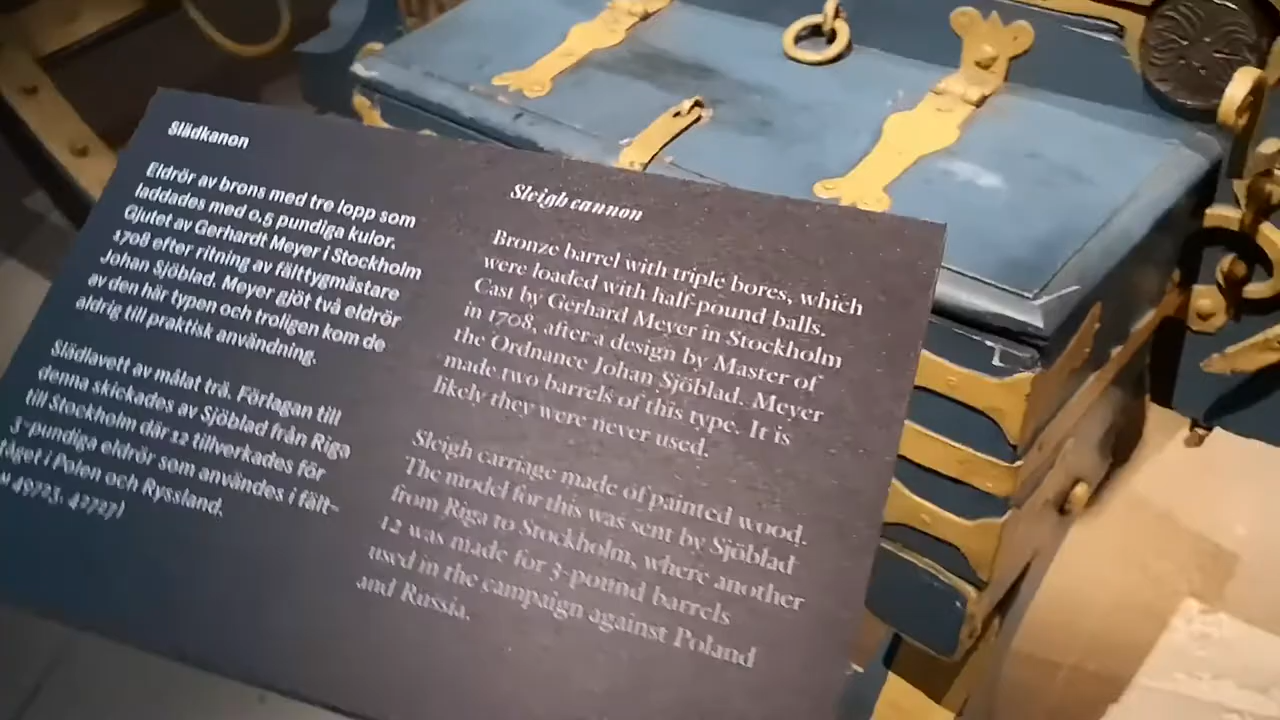 Slädkanon
Eldrör av brons med tre lopp som
laddades med 0,5 pundiga kulor.
Gjutet av Gerhardt Meyer i Stockholm
1708 efter ritning av fälttygmästare
Johan Sjöblad. Meyer gjöt två eldrör
av den här typen och troligen kom de
aldrig till praktisk användning.
Slädlavett av målat trä. Förlagan till
denna skickades av Sjöblad från Riga
till Stockholm där 12 tillverkades för
3-pundiga eldrör som användes i fält-
tåget i Polen och Ryssland.
49723, 42727)
Sleigh cannon
Bronze barrel with triple bores, which
were loaded with half-pound balls.
Cast by Gerhard Meyer in Stockholm
in 1708, after a design by Master of
the Ordnance Johan Sjöblad. Meyer
made two barrels of this type. It is
likely they were never used.
Sleigh carriage made of painted wood.
The model for this was sent by Sjöblad
from Riga to Stockholm, where another
12 was made for 3-pound barrels
used in the campaign against Poland
and Russia.